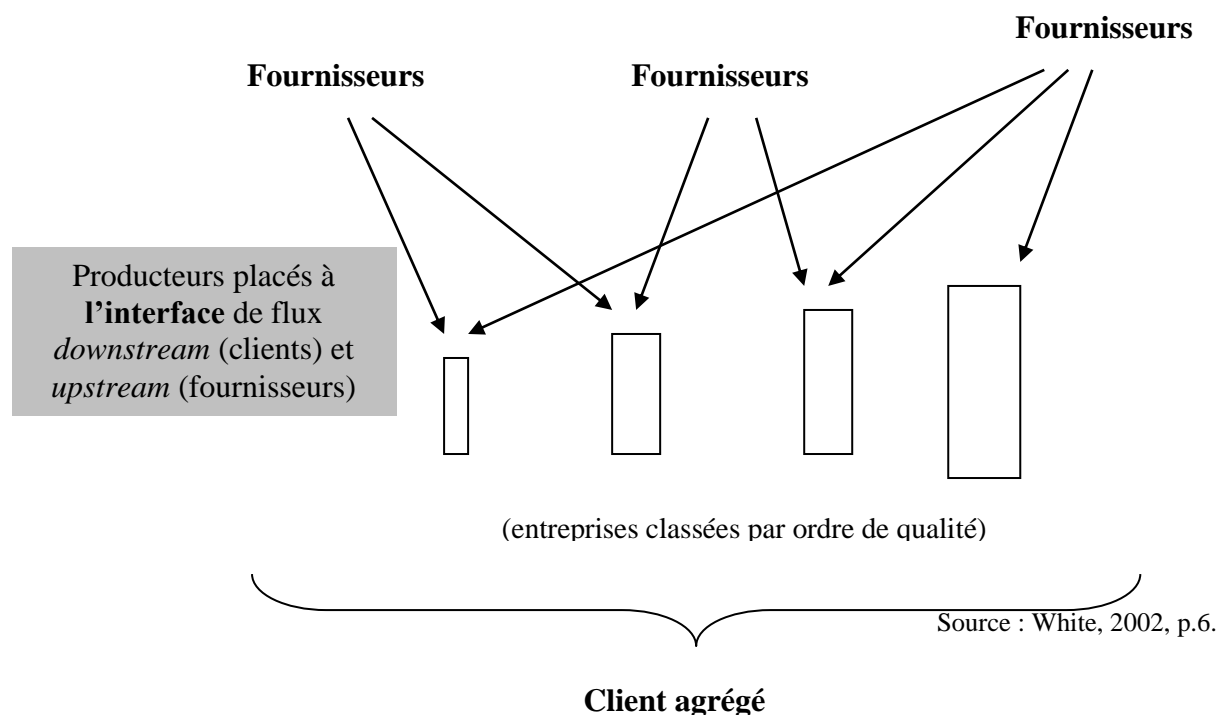 Fournisseurs
Fournisseurs
Fournisseurs
Producteurs placés à
l’interface de flux
downstream (clients) et
upstream (fournisseurs)
(entreprises classées par ordre de qualité)
Source : White, 2002, p.6.
Client agrégé